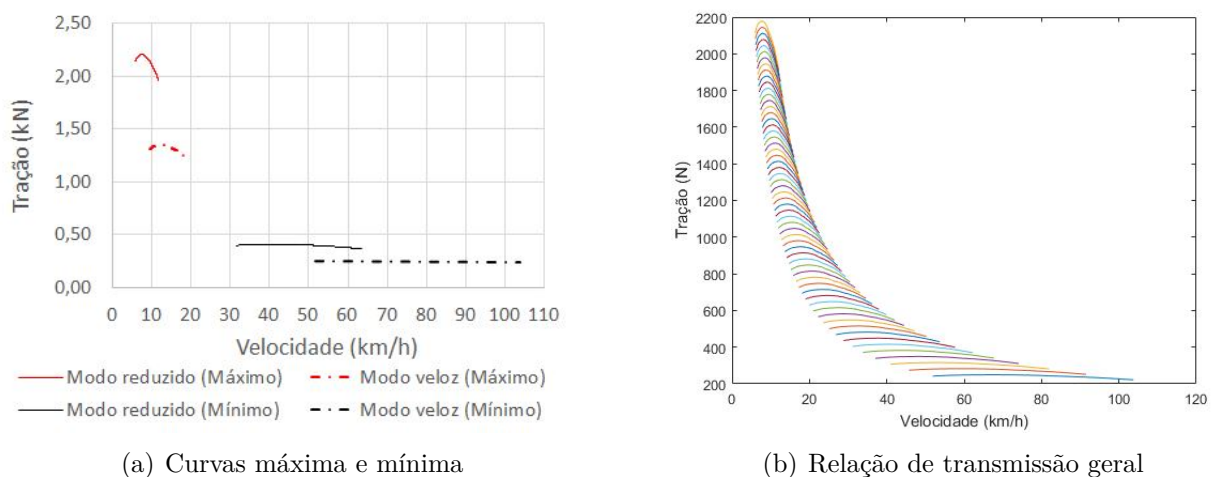 2,50
2,00
1,50
1,00
0,50
0,00
Tração (kN)
0 10 20 30 40 50 60 70 80 90 100 110
Velocidade (km/h)
Modo reduzido (Máximo) Modo veloz (Máximo)
Modo reduzido (Mínimo) Modo veloz (Mínimo)
(a) Curvas máxima e mínima
2200
2000
1800
1600
1400
1200
1000
800
600
400
200
Tração (N)
0 20 40 60 80 100 120
Velocidade (km/h)
(b) Relação de transmissão geral